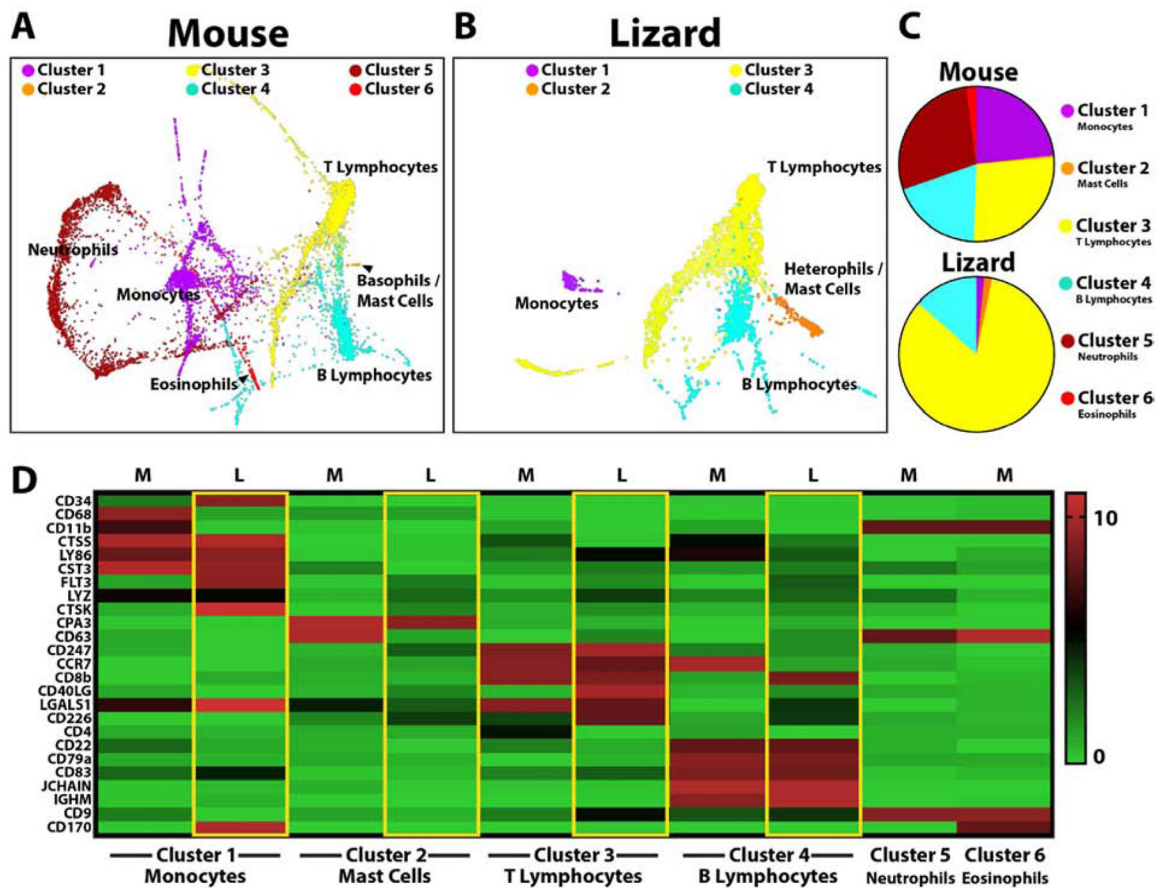 A
Mouse
Cluster 1
Cluster 3
Cluster 5
Cluster 2
Cluster 4
Cluster 6
T Lymphocytes
Neutrophils
Monocytes
Basophils /
Mast Cells
Eosinophils
B Lymphocytes
B
Lizard
Cluster 1
Cluster 3
Cluster 2
Cluster 4
T Lymphocytes
Heterophils /
Mast Cells
Monocytes
B Lymphocytes
C
Mouse
Lizard
Cluster 1
Monocytes
Cluster 2
Mast Cells
Cluster 3
T Lymphocytes
Cluster 4
B Lymphocytes
Cluster 5
Neutrophils
Cluster 6
Eosinophils
D
M L M L M L M L M M
CD34
CD68
CD11b
CTSS
LY86
CST3
FLT3
LYZ
CTSK
CPA3
CD63
CD247
CCR7
CD8b
CD40LG
LGALS1
CD226
CD4
CD22
CD79a
CD83
JCHAIN
IGHM
CD9
CD170
10
0
Cluster 1 Cluster 2 Cluster 3 Cluster 4 Cluster 5 Cluster 6
Monocytes Mast Cells T Lymphocytes B Lymphocytes Neutrophils Eosinophils